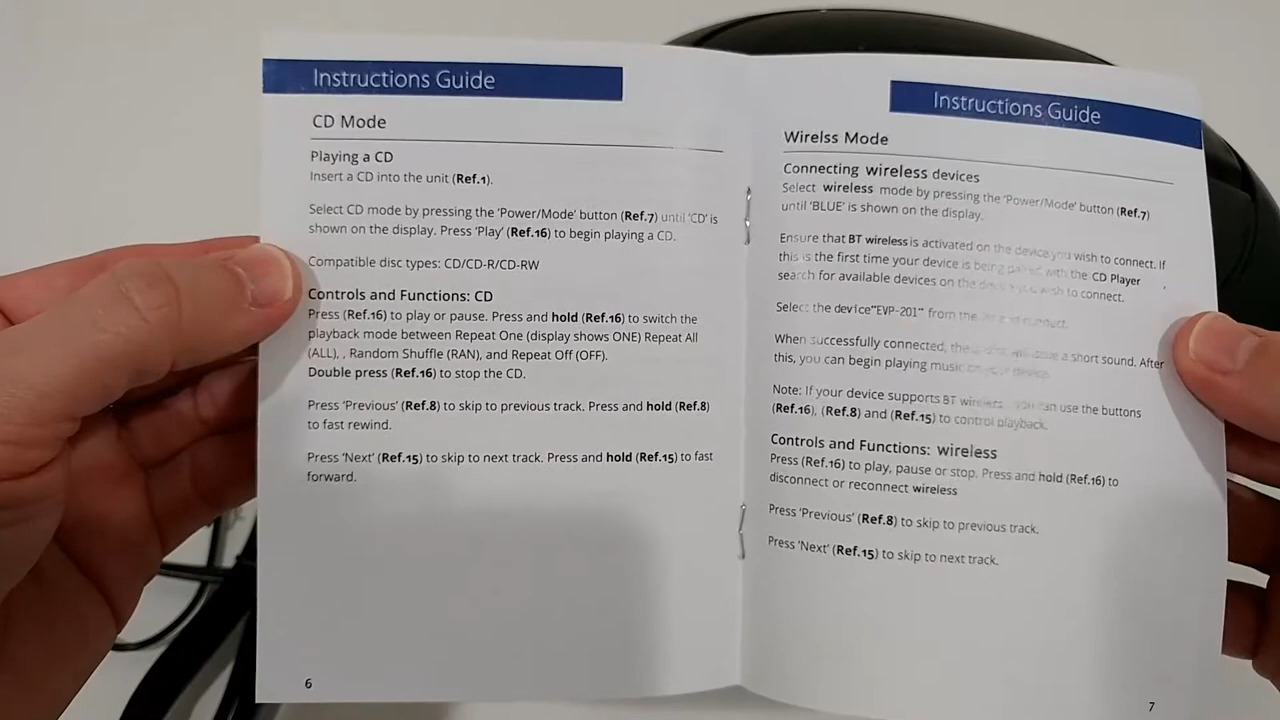 Instructions Guide
CD Mode
Playing a CD
Insert a CD into the unit (Ref.1).
Select CD mode by pressing the 'Power/Mode' button (Ref.7) until 'CD' is
shown on the display. Press 'Play' (Ref.16) to begin playing a CD.
Compatible disc types: CD/CD-R/CD-RW
Controls and Functions: CD
Press (Ref.16) to play or pause. Press and hold (Ref.16) to switch the
playback mode between Repeat One (display shows ONE) Repeat All
(ALL), , Random Shuffle (RAN), and Repeat Off (OFF).
Double press (Ref.16) to stop the CD.
Press 'Previous' (Ref.8) to skip to previous track. Press and hold (Ref.8)
to fast rewind.
Press 'Next' (Ref.15) to skip to next track. Press and hold (Ref.15) to fast
forward.
6
Instructions Guide
Wirelss Mode
Connecting wireless devices
Select wireless mode by pressing the 'Power/Mode' button (Ref.7)
until 'BLUE' is shown on the display.
Ensure that BT wireless is activated on the device you wish to connect. If
this is the first time your device is being paired with the CD Player
search for available devices on the device you wish to connect.
Select the device"EVP-201" from the and connect.
When successfully connected, the a short sound. After
this, you can begin playing music on your device.
Note: If your device supports BT wireless, you can use the buttons
(Ref.16), (Ref.8) and (Ref.15) to control playback.
Controls and Functions: wireless
Press (Ref.16) to play, pause or stop. Press and hold (Ref.16) to
disconnect or reconnect wireless
Press 'Previous' (Ref.8) to skip to previous track.
Press 'Next' (Ref.15) to skip to next track.
7